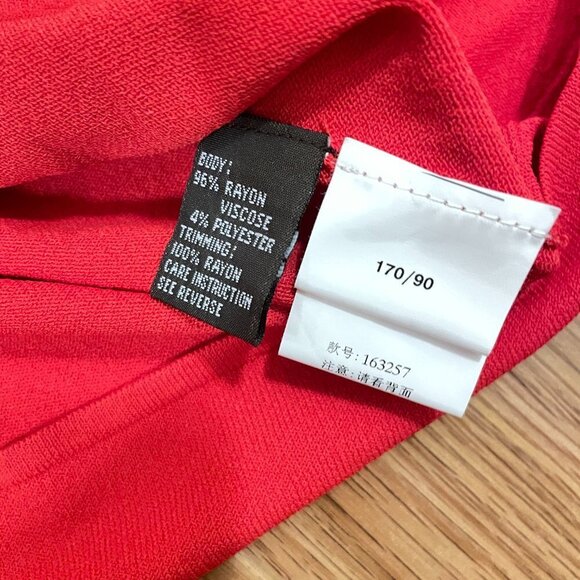 BODY:
96% RAYON
VISCOSE
4% POLYESTER
TRIMMING:
100% RAYON
CARE INSTRUCTION
SEE REVERSE
170/90
款号: 163257
注意: 请看背面